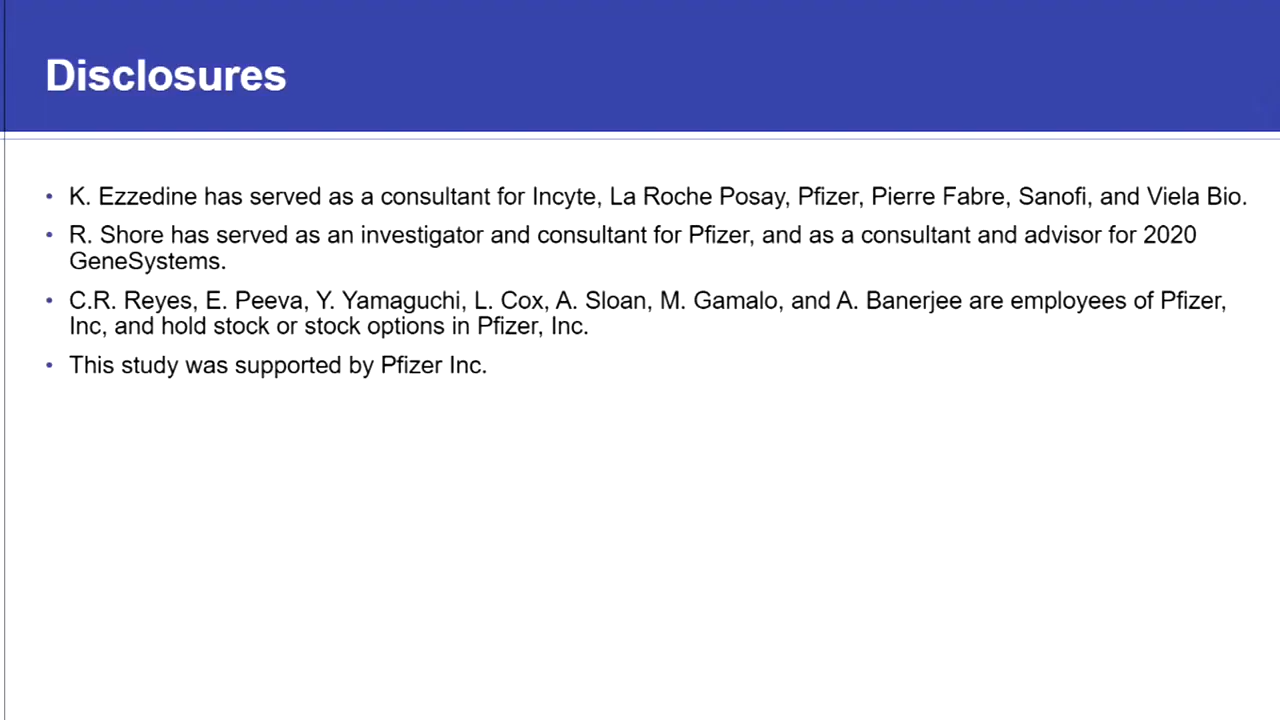 Disclosures
• K. Ezzedine has served as a consultant for Incyte, La Roche Posay, Pfizer, Pierre Fabre, Sanofi, and Viela Bio.
• R. Shore has served as an investigator and consultant for Pfizer, and as a consultant and advisor for 2020
GeneSystems.
• C.R. Reyes, E. Peeva, Y. Yamaguchi, L. Cox, A. Sloan, M. Gamalo, and A. Banerjee are employees of Pfizer,
Inc, and hold stock or stock options in Pfizer, Inc.
• This study was supported by Pfizer Inc.